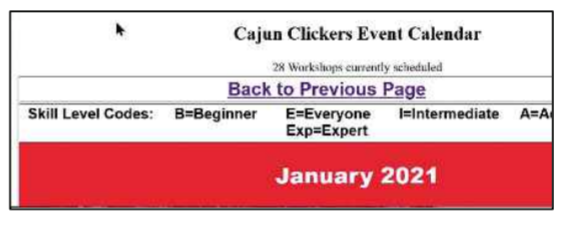 Cajun Clickers Event Calendar
28 Workshops currently scheduled
Back to Previous Page
Skill Level Codes: B=Beginner E=Everyone I=Intermediate
Exp=Expert
January 2021